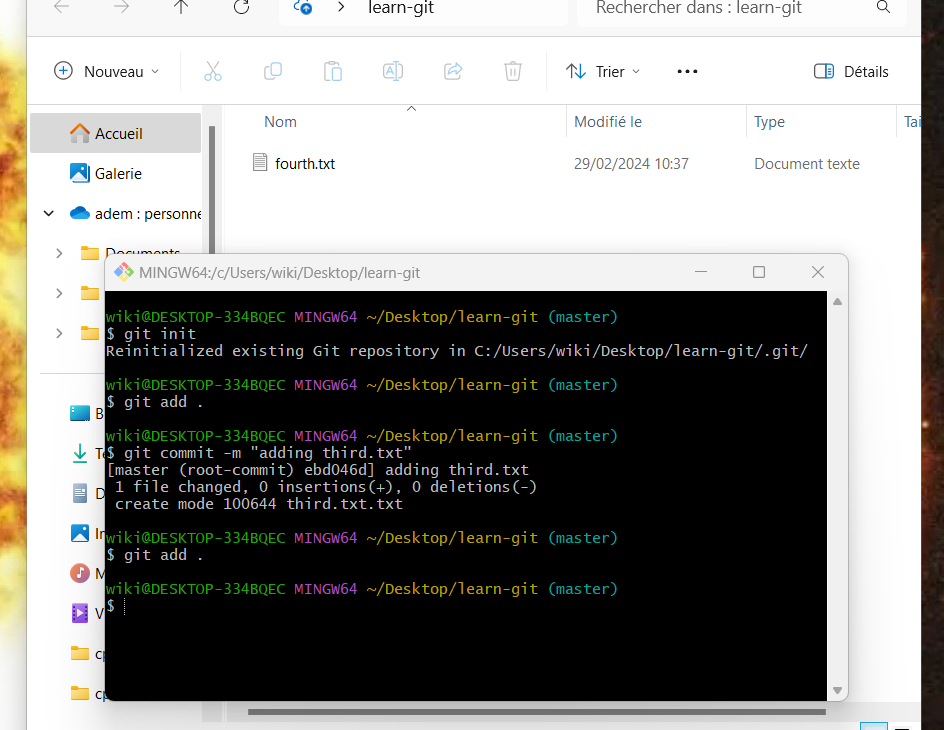 learn-git
Rechercher dans : learn-git
Nouveau
Trier
Détails
Accueil
Galerie
adem : personne
Documents
Nom
Modifié le
Type
Tai
fourth.txt
29/02/2024 10:37
Document texte
MINGW64:/c/Users/wiki/Desktop/learn-git
wiki@DESKTOP-334BQEC MINGW64 ~/Desktop/learn-git (master)
$ git init
Reinitialized existing Git repository in C:/Users/wiki/Desktop/learn-git/.git/
wiki@DESKTOP-334BQEC MINGW64 ~/Desktop/learn-git (master)
$ git add .
wiki@DESKTOP-334BQEC MINGW64 ~/Desktop/learn-git (master)
$ git commit -m "adding third.txt"
[master (root-commit) ebd046d] adding third.txt
1 file changed, 0 insertions(+), 0 deletions(-)
create mode 100644 third.txt.txt
wiki@DESKTOP-334BQEC MINGW64 ~/Desktop/learn-git (master)
$ git add .
wiki@DESKTOP-334BQEC MINGW64 ~/Desktop/learn-git (master)
$